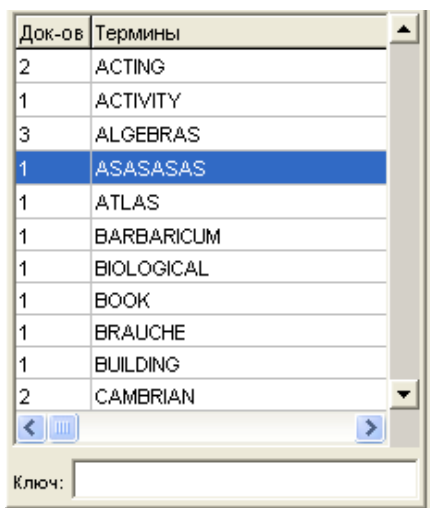 Док-ов Термины
2 ACTING
1 ACTIVITY
3 ALGEBRAS
1 ASASASAS
1 ATLAS
1 BARBARICUM
1 BIOLOGICAL
1 BOOK
1 BRAUCHE
1 BUILDING
2 CAMBRIAN
Ключ: